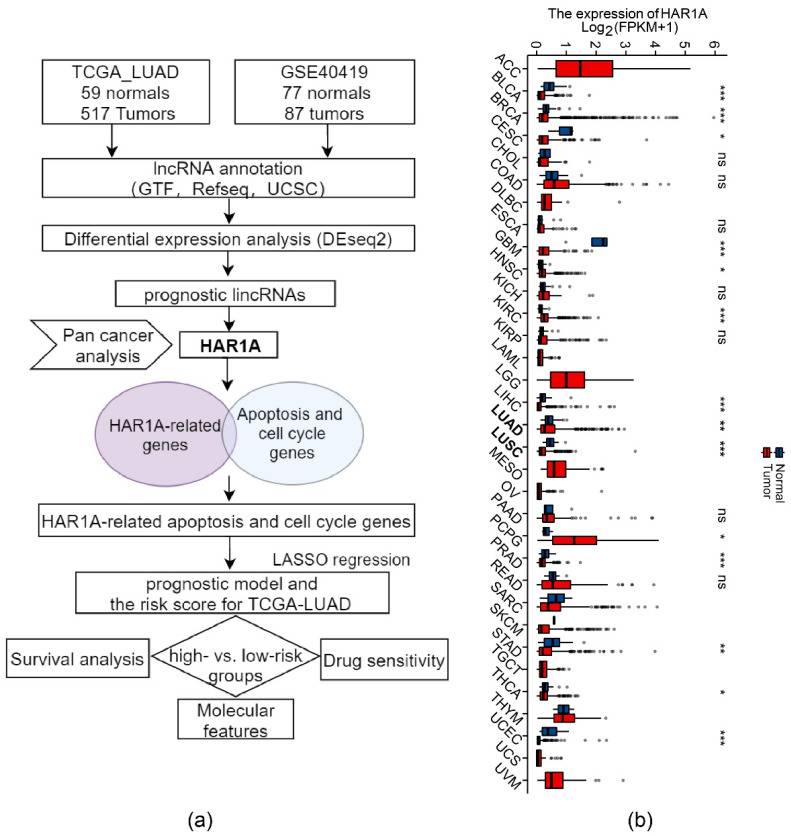 TCGA_LUAD
59 normals
517 Tumors
GSE40419
77 normals
87 tumors
lncRNA annotation
(GTF, Refseq, UCSC)
Differential expression analysis (DEseq2)
prognostic lincRNAs
Pan cancer
analysis
HAR1A
HAR1A-related
genes
Apoptosis and
cell cycle
genes
HAR1A-related apoptosis and cell cycle genes
LASSO regression
prognostic model and
the risk score for TCGA-LUAD
Survival analysis
high- vs. low-risk
groups
Drug sensitivity
Molecular
features
(a)
The expression of HAR1A
Log2(FPKM+1)
0 1 2 3 4 5 6
ACC
BLCA
***
BRCA
***
CESC
*
CHOL
ns
COAD
ns
DLBC
ESCA
ns
GBM
***
HNSC
*
KICH
ns
KIRC
***
KIRP
ns
LAML
LGG
LIHC
***
LUAD
**
LUSC
***
MESO
OV
PAAD
ns
PCPG
*
PRAD
***
READ
ns
SARC
SKCM
STAD
**
TGCT
THCA
*
THYM
UCEC
***
UCS
UVM
Normal
Tumor
(b)